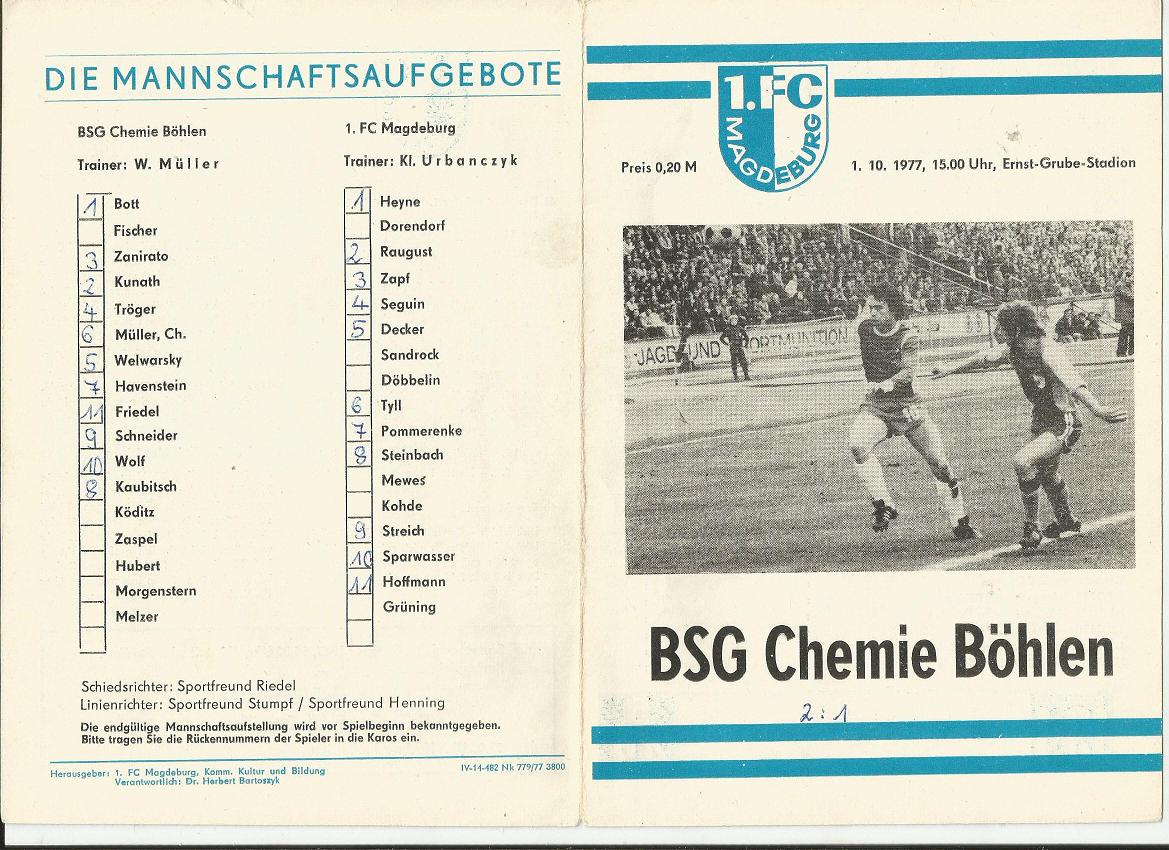 DIE MANNSCHAFTSAUFGEBOTE
BSG Chemie Böhlen
Trainer: W. Müller
1 Bott
Fischer
3 Zanirato
2 Kunath
4 Tröger
6 Müller, Ch.
5 Welwarsky
7 Havenstein
11 Friedel
9 Schneider
10 Wolf
8 Kaubitsch
Köditz
Zaspel
Hubert
Morgenstern
Melzer
1. FC Magdeburg
Trainer: Kl. Urbanczyk
1 Heyne
Dorendorf
2 Raugust
3 Zapf
4 Seguin
5 Decker
Sandrock
Döbbelin
6 Tyll
7 Pommerenke
8 Steinbach
Mewes
Kohde
9 Streich
10 Sparwasser
11 Hoffmann
Grüning
Schiedsrichter: Sportfreund Riedel
Linienrichter: Sportfreund Stumpf / Sportfreund Henning
Die endgültige Mannschaftsaufstellung wird vor Spielbeginn bekanntgegeben.
Bitte tragen Sie die Rückennummern der Spieler in die Karos ein.
Herausgeber: 1. FC Magdeburg, Komm. Kultur und Bildung
Verantwortlich: Dr. Herbert Bartoszyk
IV-14-482 Nk 779/77 3800
1. FC
MAGDEBURG
Preis 0,20 M
1. 10. 1977, 15.00 Uhr, Ernst-Grube-Stadion
JAGD UND SPORTMUNITION
BSG Chemie Böhlen
2:1